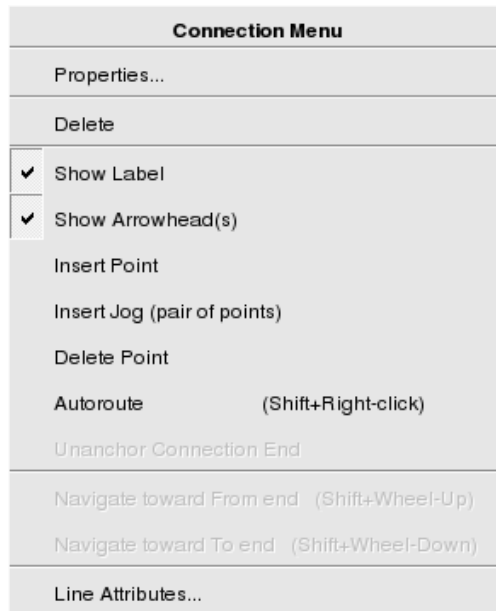 Connection Menu
Properties...
Delete
Show Label
Show Arrowhead(s)
Insert Point
Insert Jog (pair of points)
Delete Point
Autoroute (Shift+Right-click)
Unanchor Connection End
Navigate toward From end (Shift+Wheel-Up)
Navigate toward To end (Shift+Wheel-Down)
Line Attributes...